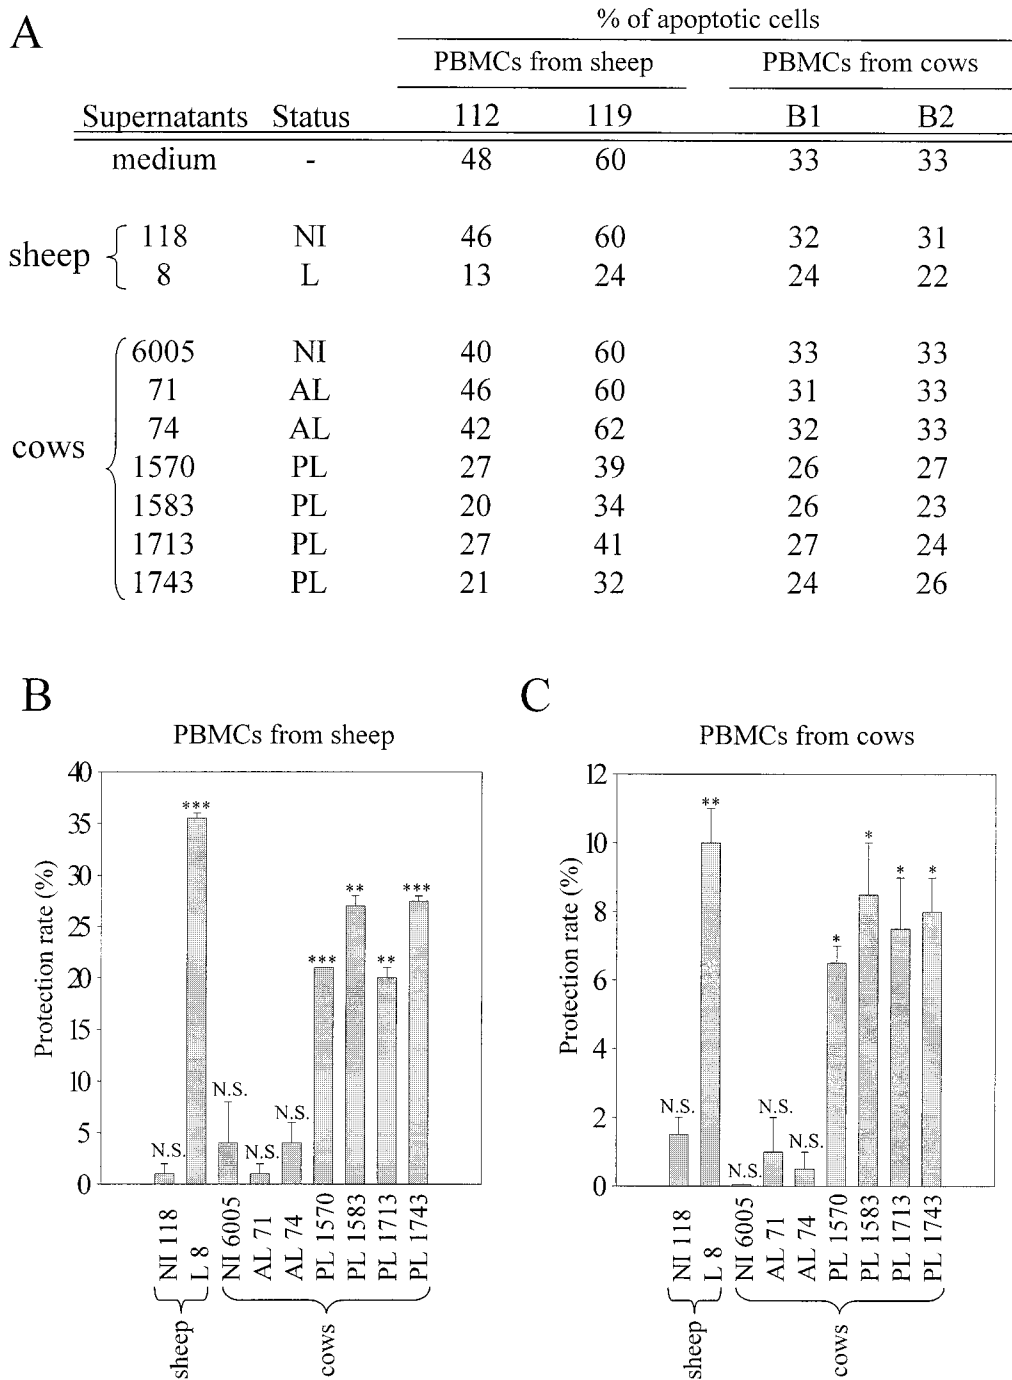 A
% of apoptotic cells
PBMCs from sheep PBMCs from cows
Supernatants Status 112 119 B1 B2
medium - 48 60 33 33
sheep
118 NI 46 60 32 31
8 L 13 24 24 22
cows
6005 NI 40 60 33 33
71 AL 46 60 31 33
74 AL 42 62 32 33
1570 PL 27 39 26 27
1583 PL 20 34 26 23
1713 PL 27 41 27 24
1743 PL 21 32 24 26
B
PBMCs from sheep
Protection rate (%)
40
35
30
25
20
15
10
5
0
N.S.
***
N.S.
N.S.
N.S.
***
**
**
***
NI 118
L 8
NI 6005
AL 71
AL 74
PL 1570
PL 1583
PL 1713
PL 1743
sheep
cows
C
PBMCs from cows
Protection rate (%)
12
10
8
6
4
2
0
N.S.
**
N.S.
N.S.
N.S.
*
*
*
*
NI 118
L 8
NI 6005
AL 71
AL 74
PL 1570
PL 1583
PL 1713
PL 1743
sheep
cows